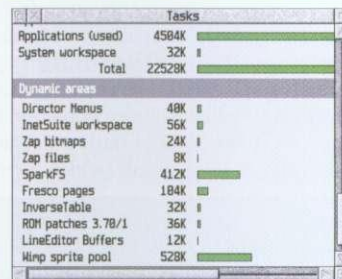 Tasks
Applications (used) 4504K
System workspace 32K
Total 22528K
Dynamic areas
Director Menus 40K
InetSuite workspace 56K
Zap bitmaps 24K
Zap files 8K
SparkFS 412K
Fresco pages 104K
InverseTable 32K
ROM patches 3.70/1 36K
LineEditor Buffers 12K
Wimp sprite pool 528K